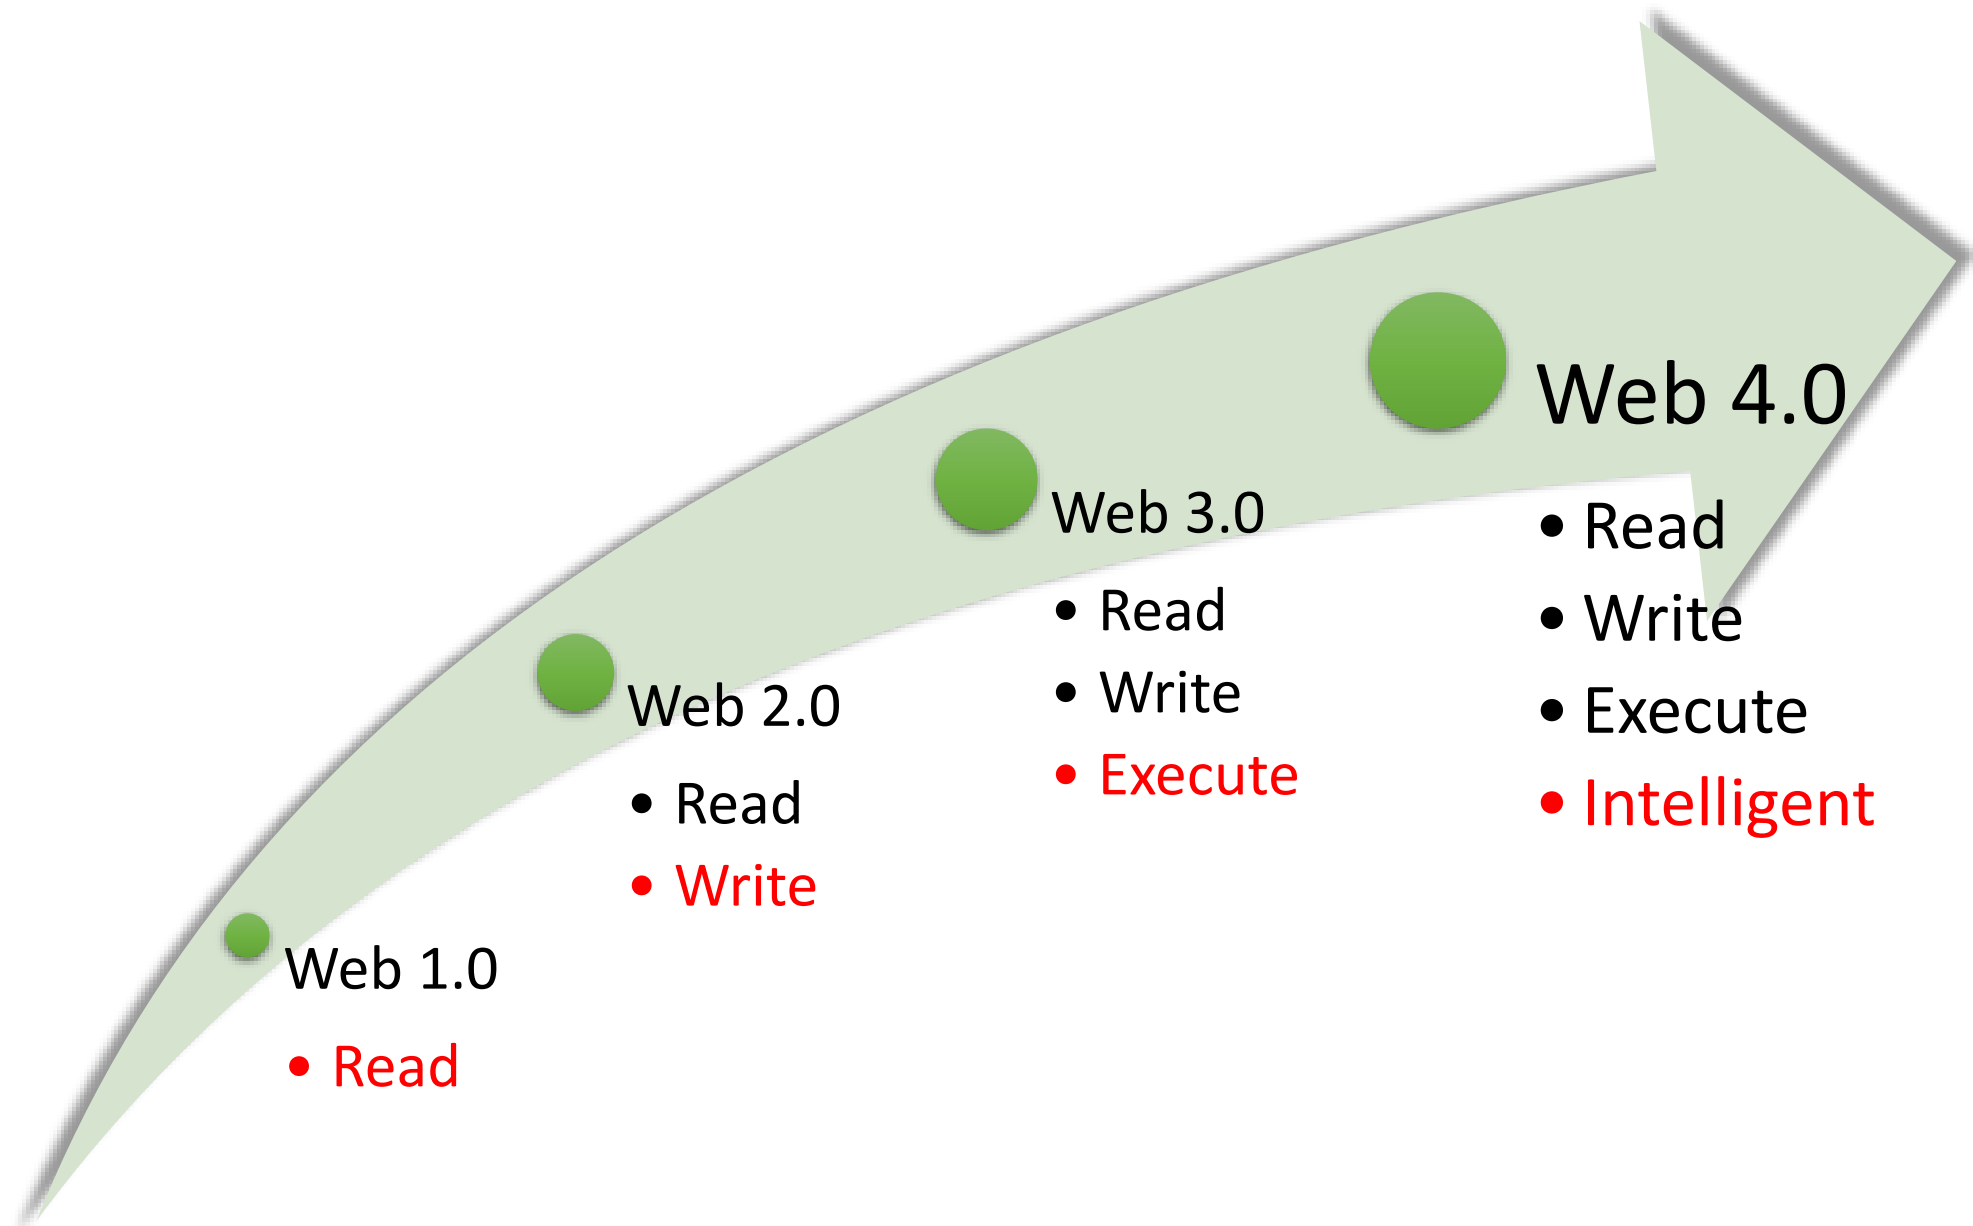 Web 1.0
• Read
Web 2.0
• Read
• Write
Web 3.0
• Read
• Write
• Execute
Web 4.0
• Read
• Write
• Execute
• Intelligent